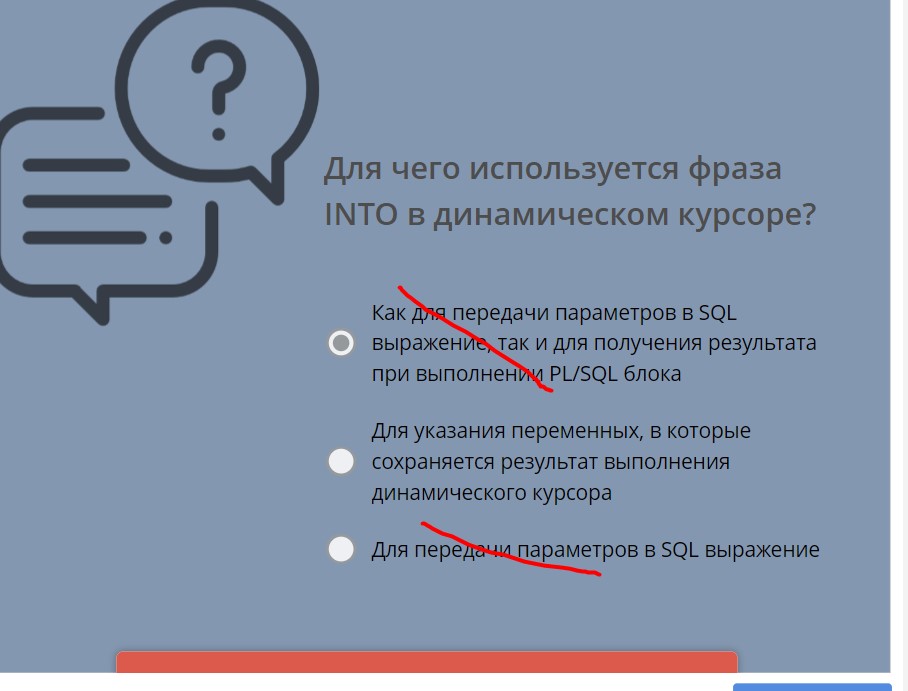 Для чего используется фраза
INTO в динамическом курсоре?
Как для передачи параметров в SQL
выражение, так и для получения результата
при выполнении PL/SQL блока
Для указания переменных, в которые
сохраняется результат выполнения
динамического курсора
Для передачи параметров в SQL выражение